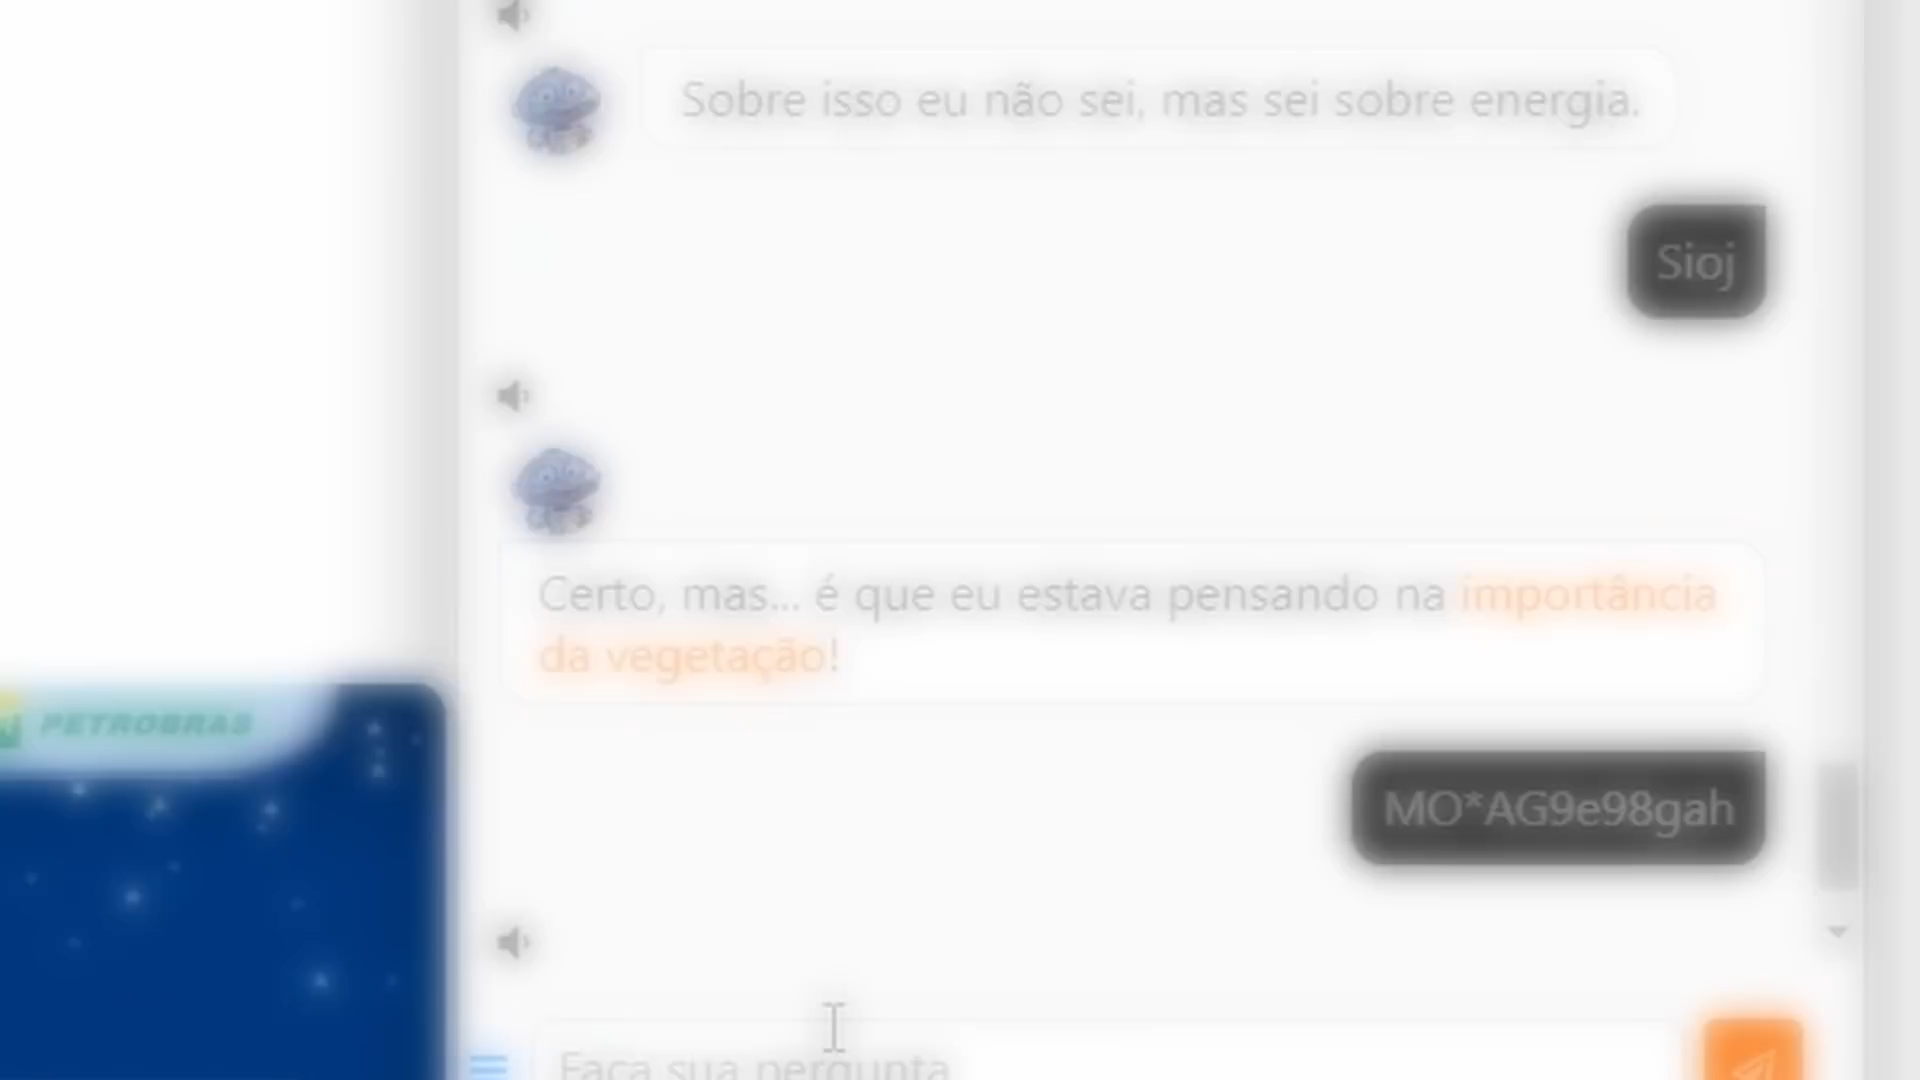 Sobre isso eu não sei, mas sei sobre energia.
Sioj
Certo, mas... é que eu estava pensando na importância
da vegetação!
PETROBRAS
MO*AG9e98gah
Faça sua pergunta